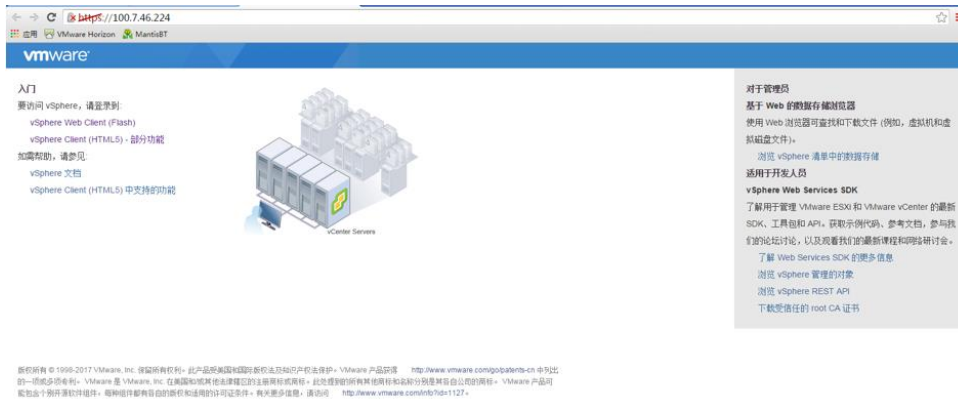 https://100.7.46.224
应用 VMware Horizon MantisBT
vmware
入门
要访问 vSphere，请登录到:
vSphere Web Client (Flash)
vSphere Client (HTML5) - 部分功能
如需帮助，请参见:
vSphere 文档
vSphere Client (HTML5) 中支持的功能
vCenter Servers
对于管理员
基于 Web 的数据存储浏览器
使用 Web 浏览器可查找和下载文件 (例如，虚拟机和虚
拟磁盘文件)。
浏览 vSphere 清单中的数据存储
适用于开发人员
vSphere Web Services SDK
了解用于管理 VMware ESXi 和 VMware vCenter 的最新
SDK、工具包和 API。获取示例代码、参考文档，参与我
们的论坛讨论，以及观看我们的最新课程和网络研讨会。
了解 Web Services SDK 的更多信息
浏览 vSphere 管理的对象
浏览 vSphere REST API
下载受信任的 root CA 证书
版权所有 © 1998-2017 VMware, Inc. 保留所有权利。此产品受美国和国际版权法及知识产权法保护。VMware 产品获得 http://www.vmware.com/go/patents-cn 中列出
的一项或多项专利。VMware 是 VMware, Inc. 在美国和/或其他法律辖区的注册商标或商标。此处提到的所有其他商标和名称分别是其各自公司的商标。VMware 产品可
能包含个别开源软件组件。每种组件都有各自的版权和适用的许可证条件。有关更多信息，请访问 http://www.vmware.com/info?id=1127。